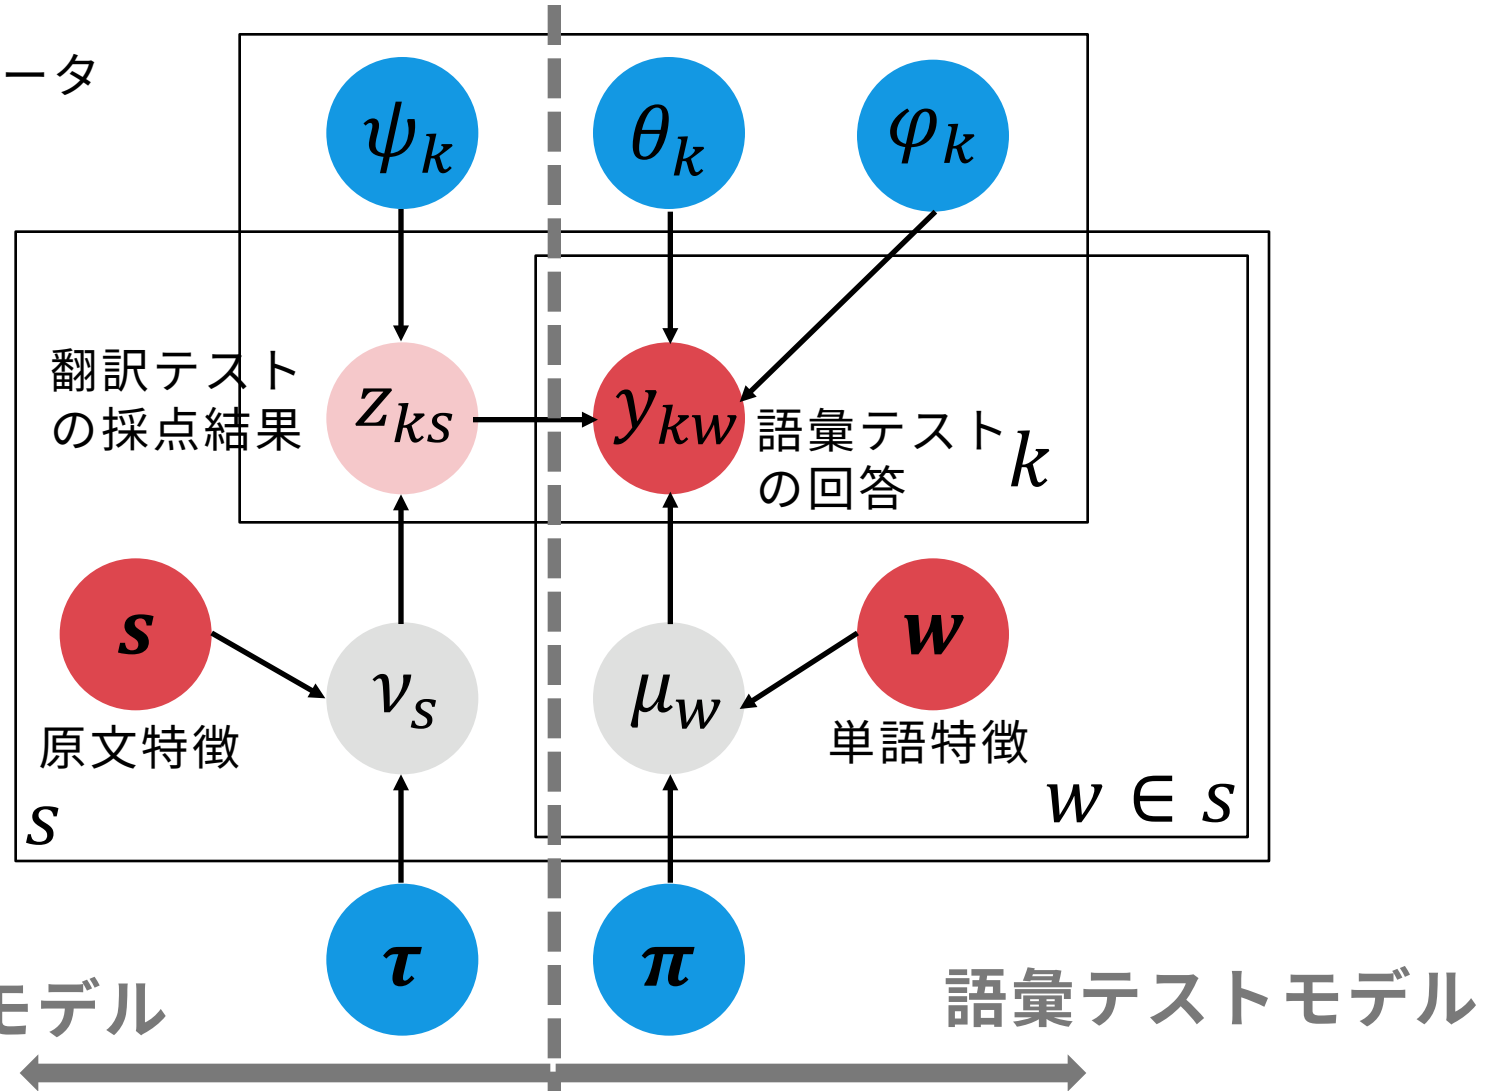 ータ
ψk
θk
φk
翻訳テスト
の採点結果
zks
ykw
語彙テスト
の回答
k
s
原文特徴
νs
μw
w
単語特徴
s
w ∈ s
τ
π
モデル
語彙テストモデル